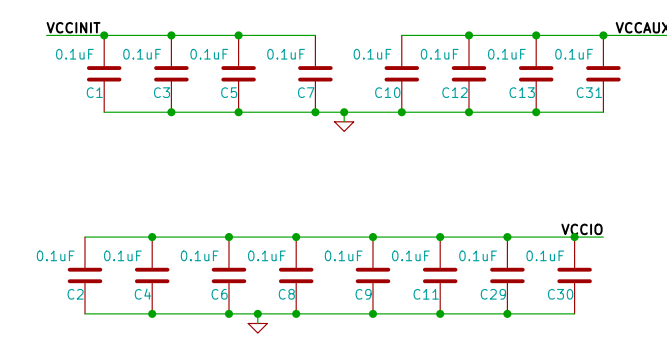 VCCINIT VCCAUX
0.1uF 0.1uF 0.1uF 0.1uF 0.1uF 0.1uF 0.1uF 0.1uF
C1 C3 C5 C7 C10 C12 C13 C31
VCCIO
0.1uF 0.1uF 0.1uF 0.1uF 0.1uF 0.1uF 0.1uF 0.1uF
C2 C4 C6 C8 C9 C11 C29 C30